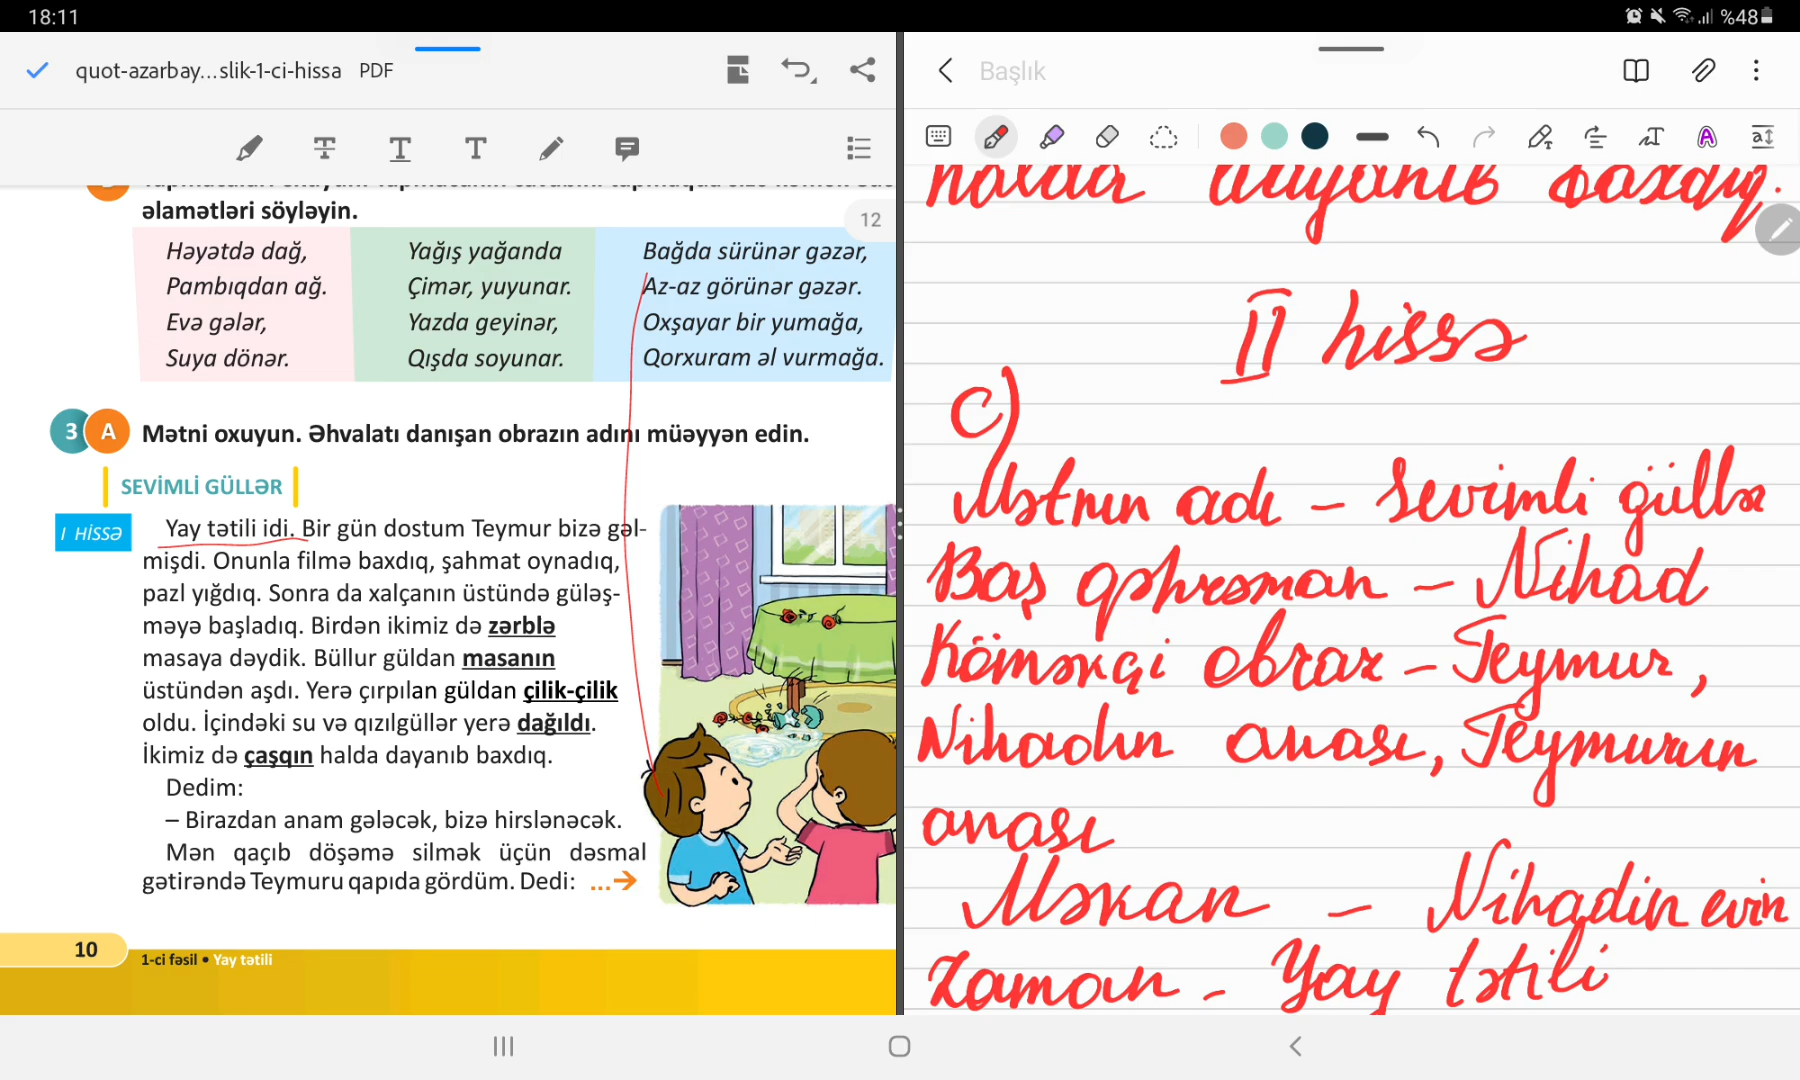 18:11
%48
quot-azarbay...slik-1-ci-hissa PDF
əlamətləri söyləyin.
12
Həyətdə dağ,
Pambıqdan ağ.
Evə gələr,
Suya dönər.
Yağış yağanda
Çimər, yuyunar.
Yazda geyinər,
Qışda soyunar.
Bağda sürünər gəzər,
Az-az görünər gəzər.
Oxşayar bir yumağa,
Qorxuram əl vurmağa.
3 A Mətni oxuyun. Əhvalatı danışan obrazın adını müəyyən edin.
SEVİMLİ GÜLLƏR
I HİSSƏ
Yay tətili idi. Bir gün dostum Teymur bizə gəl-
mişdi. Onunla filmə baxdıq, şahmat oynadıq,
pazl yığdıq. Sonra da xalçanın üstündə güləş-
məyə başladıq. Birdən ikimiz də zərblə
masaya dəydik. Büllur güldan masanın
üstündən aşdı. Yerə çırpılan güldan çilik-çilik
oldu. İçindəki su və qızılgüllər yerə dağıldı.
İkimiz də çaşqın halda dayanıb baxdıq.
Dedim:
– Birazdan anam gələcək, bizə hirslənəcək.
Mən qaçıb döşəmə silmək üçün dəsmal
gətirəndə Teymuru qapıda gördüm. Dedi: ...
10
1-ci fəsil • Yay tətili
Başlıq
halda dayanıb baxdıq.
II hissə
c)
Mətnin adı – Sevimli güllə
Baş qəhrəman – Nihad
Köməkçi obraz – Teymur,
Nihadın anası, Teymurun
anası
Məkan – Nihadin evin
Zaman - Yay tətili